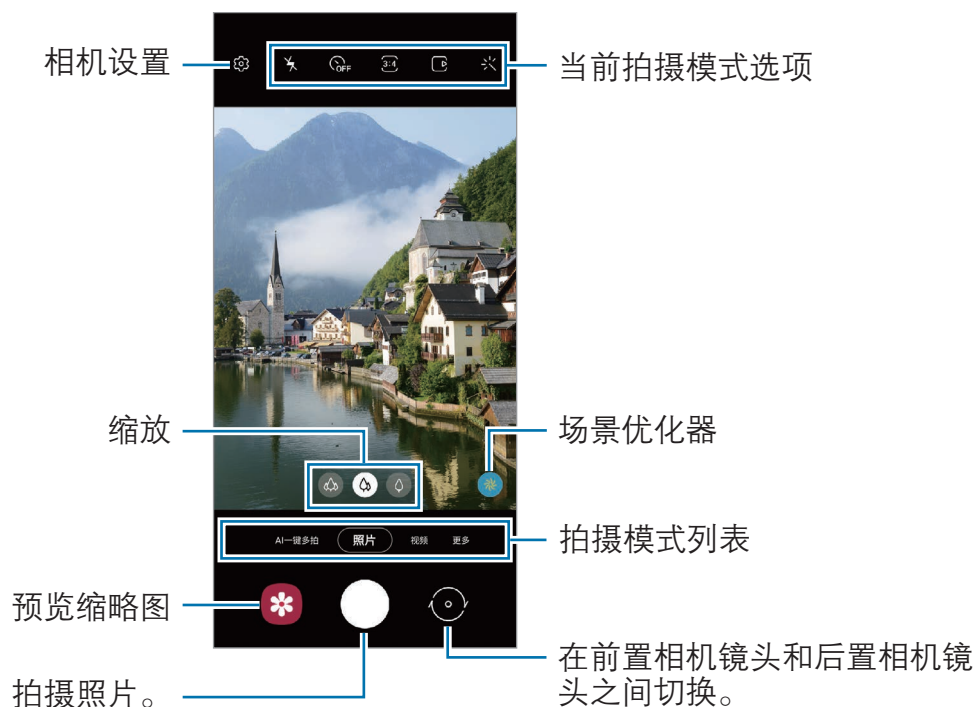 相机设置
OFF
3:4
当前拍摄模式选项
缩放
场景优化器
AI一键多拍 照片 视频 更多
拍摄模式列表
预览缩略图
拍摄照片。
在前置相机镜头和后置相机镜
头之间切换。